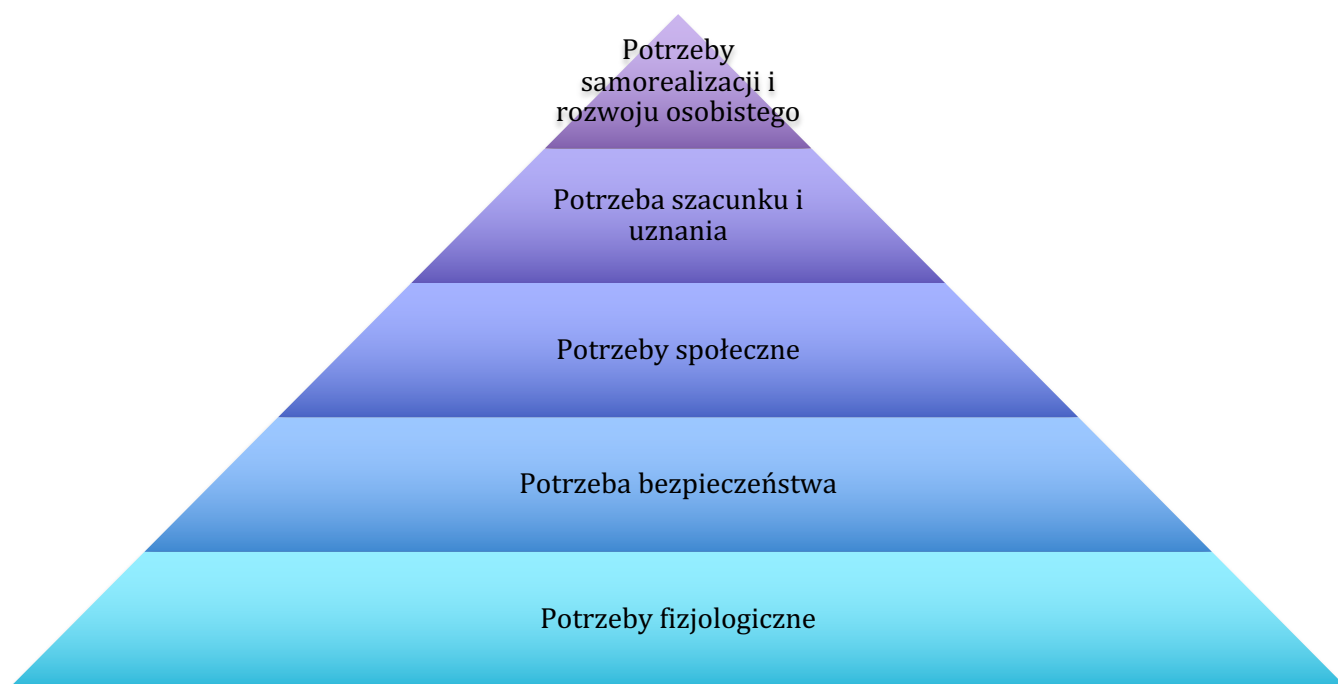 Potrzeby
samorealizacji i
rozwoju osobistego
Potrzeba szacunku i
uznania
Potrzeby społeczne
Potrzeba bezpieczeństwa
Potrzeby fizjologiczne